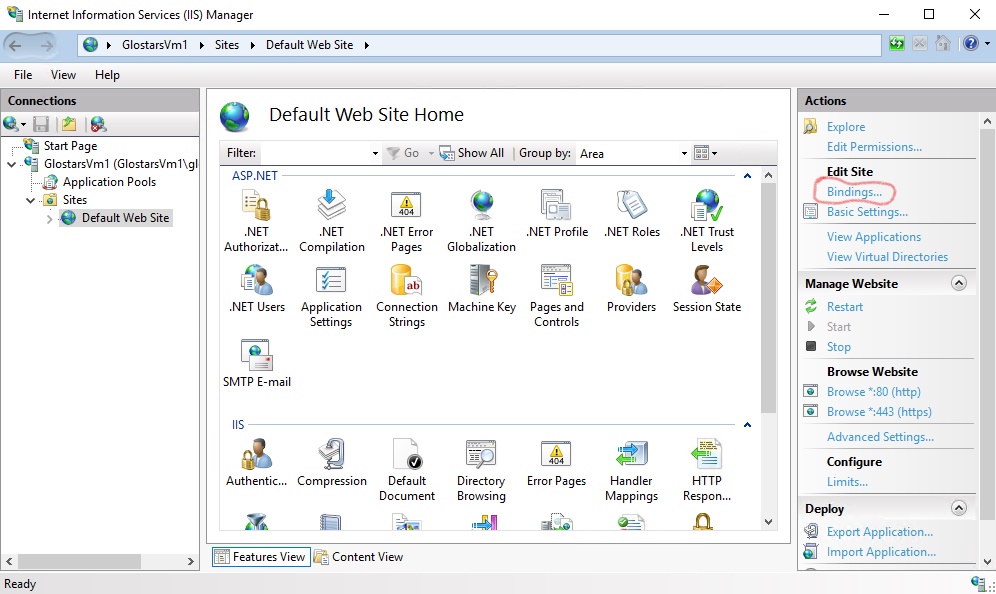 Internet Information Services (IIS) Manager
GlostarsVm1 Sites Default Web Site
File View Help
Connections
Start Page
GlostarsVm1 (GlostarsVm1\gl
Application Pools
Sites
Default Web Site
Default Web Site Home
Filter: Go Show All Group by: Area
ASP.NET
.NET Authorizat...
.NET Compilation
.NET Error Pages
.NET Globalization
.NET Profile
.NET Roles
.NET Trust Levels
.NET Users
Application Settings
Connection Strings
Machine Key
Pages and Controls
Providers
Session State
SMTP E-mail
IIS
Authentic...
Compression
Default Document
Directory Browsing
Error Pages
Handler Mappings
HTTP Respon...
Features View Content View
Actions
Explore
Edit Permissions...
Edit Site
Bindings...
Basic Settings...
View Applications
View Virtual Directories
Manage Website
Restart
Start
Stop
Browse Website
Browse *:80 (http)
Browse *:443 (https)
Advanced Settings...
Configure
Limits...
Deploy
Export Application...
Import Application...
Ready